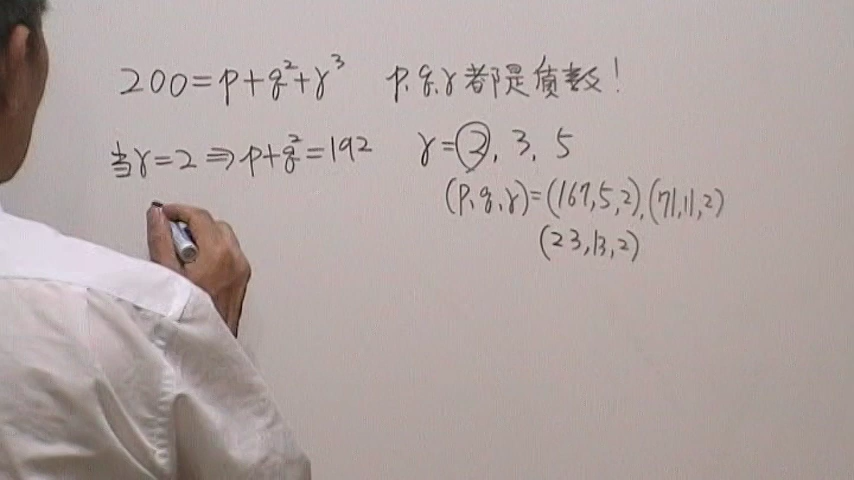 200=p+q²+r³ p、q、r都是質数!
当r=2⇒p+q²=192 r=2, 3, 5
(p、q、r)=(167,5,2),(71,11,2)
(23,13,2)